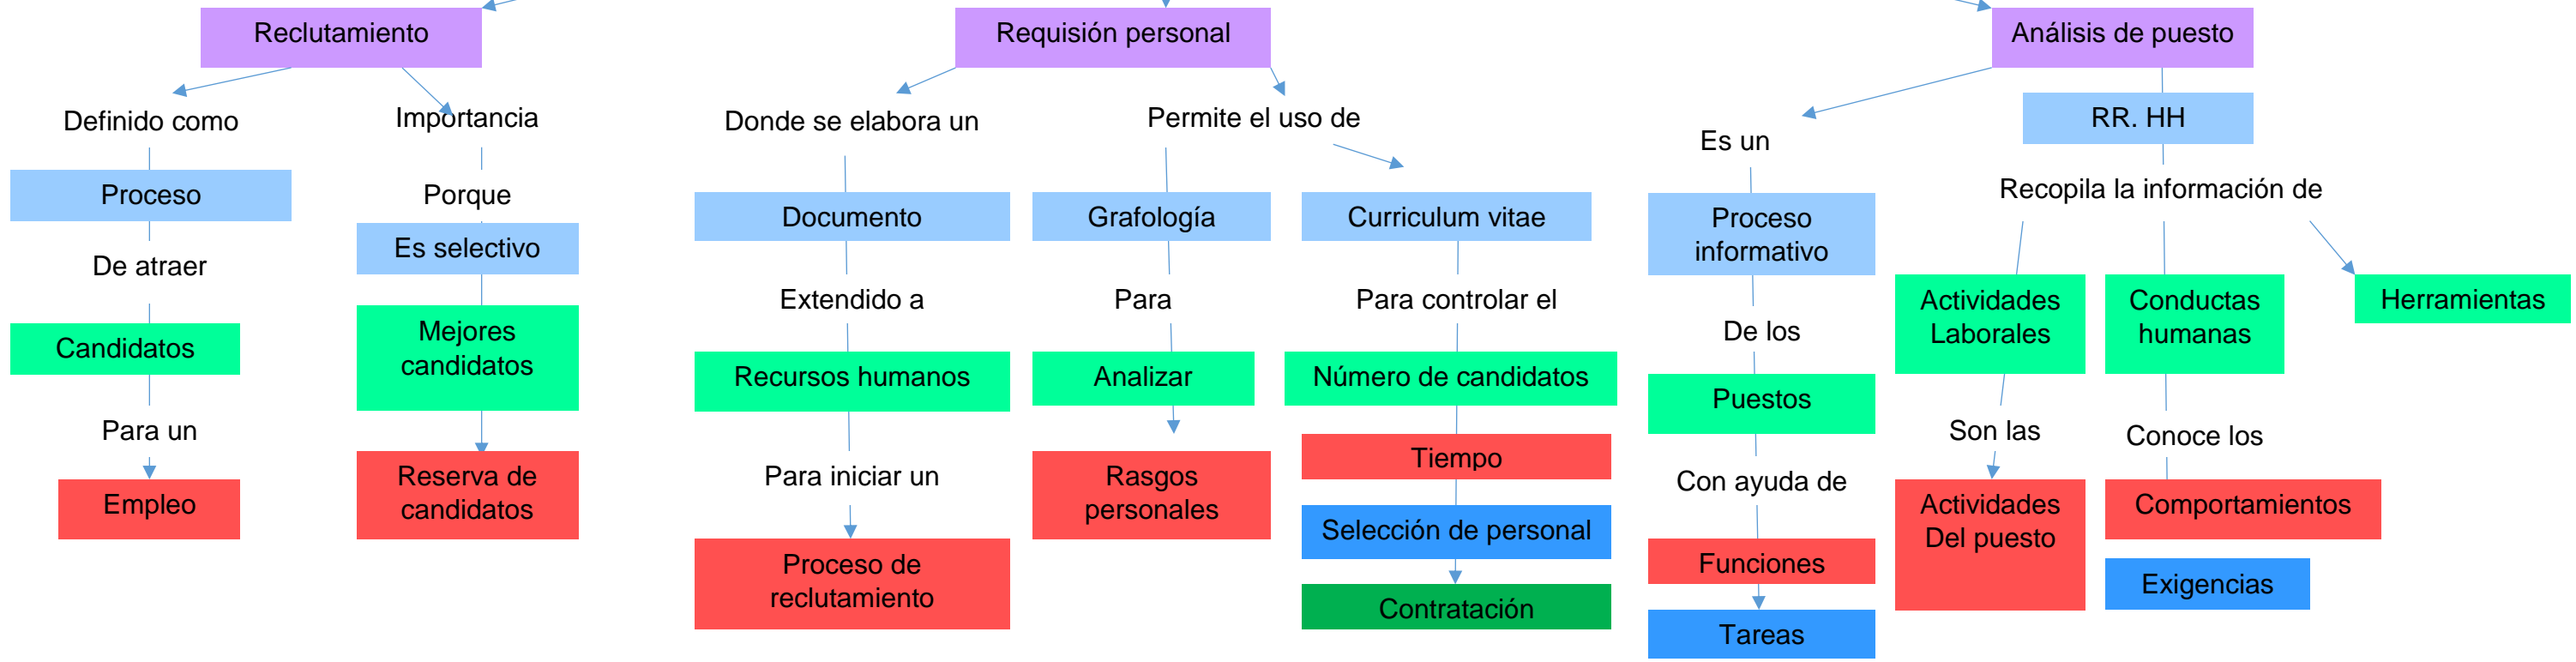 Reclutamiento
Requisión personal
Análisis de puesto
Definido como
Importancia
Donde se elabora un
Permite el uso de
Es un
RR. HH
Proceso
Porque
Documento
Grafología
Curriculum vitae
Proceso
informativo
Recopila la información de
De atraer
Es selectivo
Extendido a
Para
Para controlar el
De los
Actividades
Laborales
Conductas
humanas
Herramientas
Candidatos
Mejores
candidatos
Recursos humanos
Analizar
Número de candidatos
Puestos
Para un
Son las
Conoce los
Empleo
Reserva de
candidatos
Para iniciar un
Rasgos
personales
Tiempo
Con ayuda de
Actividades
Del puesto
Comportamientos
Proceso de
reclutamiento
Selección de personal
Funciones
Exigencias
Contratación
Tareas